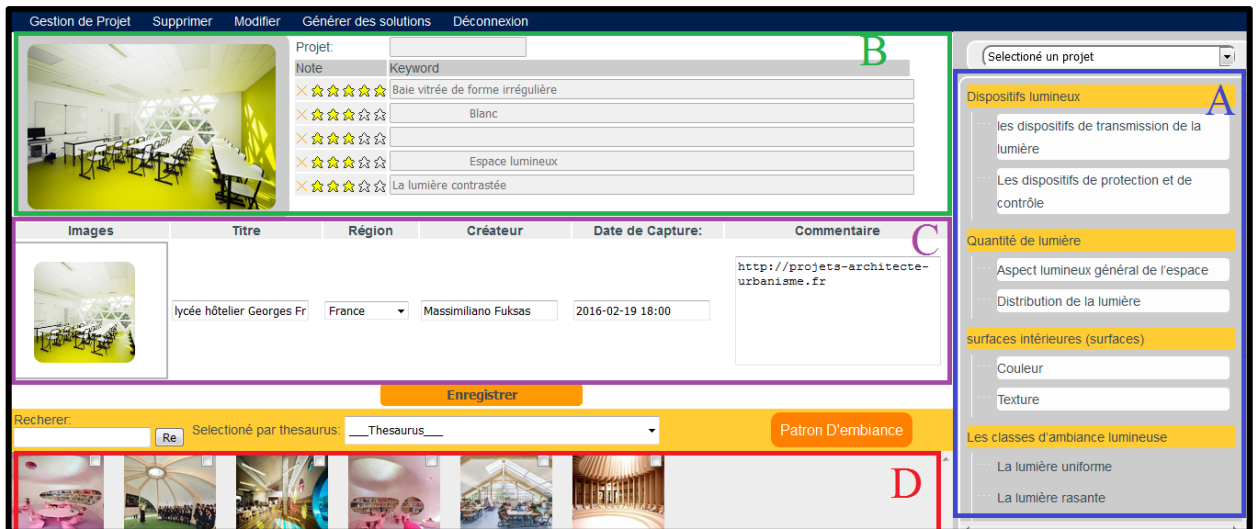 Gestion de Projet Supprimer Modifier Générer des solutions Déconnexion
Projet:
B
Note Keyword
Baie vitrée de forme irrégulière
Blanc
Espace lumineux
La lumière contrastée
Images Titre Région Créateur Date de Capture: Commentaire
C
lycée hôtelier Georges Fr France Massimiliano Fuksas 2016-02-19 18:00
http://projets-architecte-
urbanisme.fr
Enregistrer
Recherer:
Re Selectioné par thesaurus: ___Thesaurus___ Patron D'embiance
D
Selectioné un projet
A
Dispositifs lumineux
les dispositifs de transmission de la
lumière
Les dispositifs de protection et de
contrôle
Quantité de lumière
Aspect lumineux général de l'espace
Distribution de la lumière
surfaces intérieures (surfaces)
Couleur
Texture
Les classes d'ambiance lumineuse
La lumière uniforme
La lumière rasante